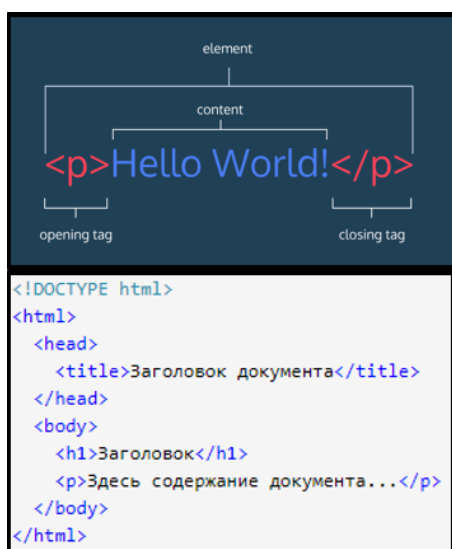 element
content
<p>Hello World!</p>
opening tag closing tag
<!DOCTYPE html>
<html>
  <head>
    <title>Заголовок документа</title>
  </head>
  <body>
    <h1>Заголовок</h1>
    <p>Здесь содержание документа...</p>
  </body>
</html>